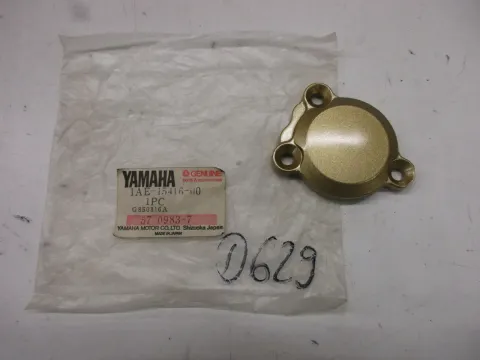 YAMAHA GENUINE
1AE-15416-00
1PC
G850316A
57 0983-7
YAMAHA MOTOR CO.,LTD Shizuoka Japan
MADE IN JAPAN
D629